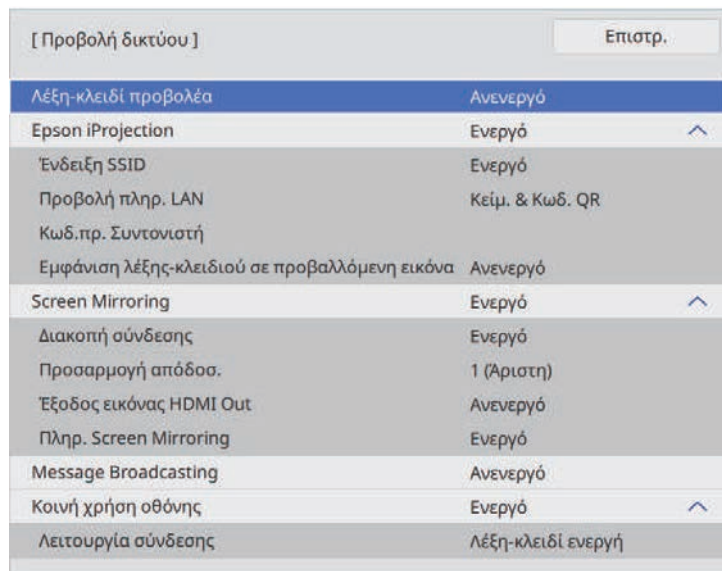 [ Προβολή δικτύου ] Επιστρ.
Λέξη-κλειδί προβολέα Ανενεργό
Epson iProjection Ενεργό
Ένδειξη SSID Ενεργό
Προβολή πληρ. LAN Κείμ. & Κωδ. QR
Κωδ.πρ. Συντονιστή
Εμφάνιση λέξης-κλειδιού σε προβαλλόμενη εικόνα Ανενεργό
Screen Mirroring Ενεργό
Διακοπή σύνδεσης Ενεργό
Προσαρμογή απόδοσ. 1 (Άριστη)
Έξοδος εικόνας HDMI Out Ανενεργό
Πληρ. Screen Mirroring Ενεργό
Message Broadcasting Ανενεργό
Κοινή χρήση οθόνης Ενεργό
Λειτουργία σύνδεσης Λέξη-κλειδί ενεργή